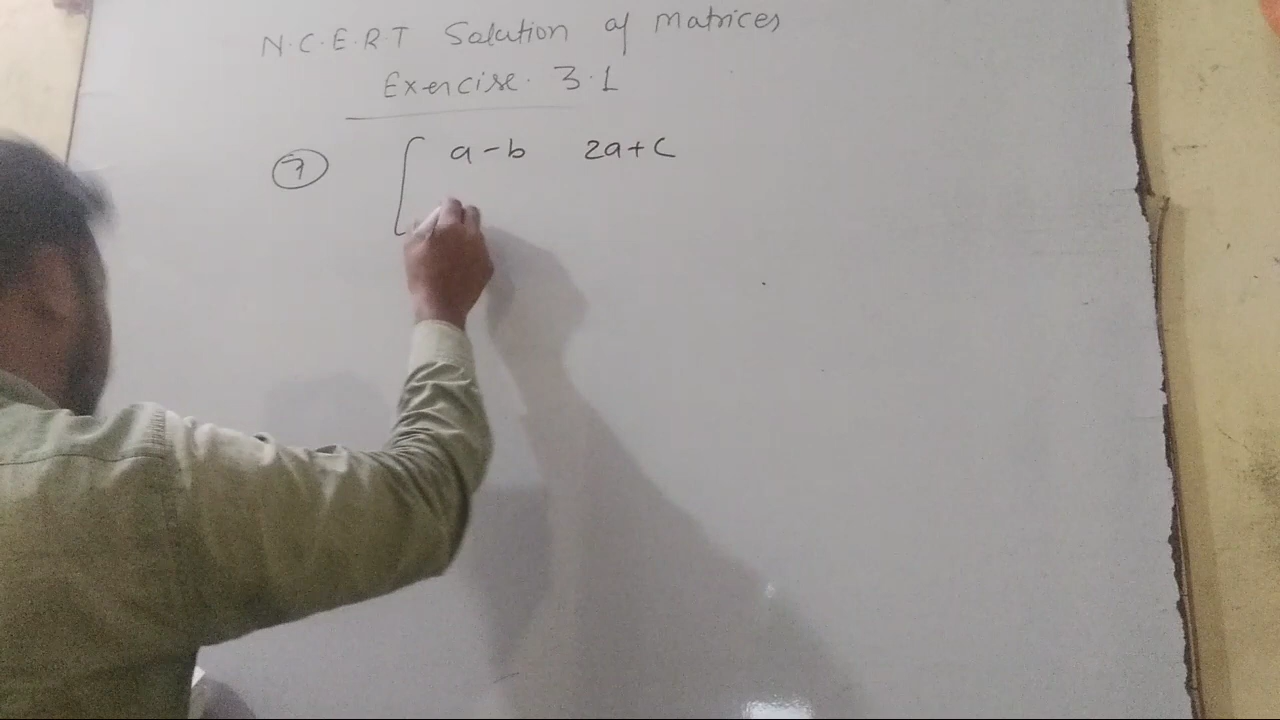 N.C.E.R.T Solution of Matrices
Exercise. 3.1
7 [ a-b 2a+c